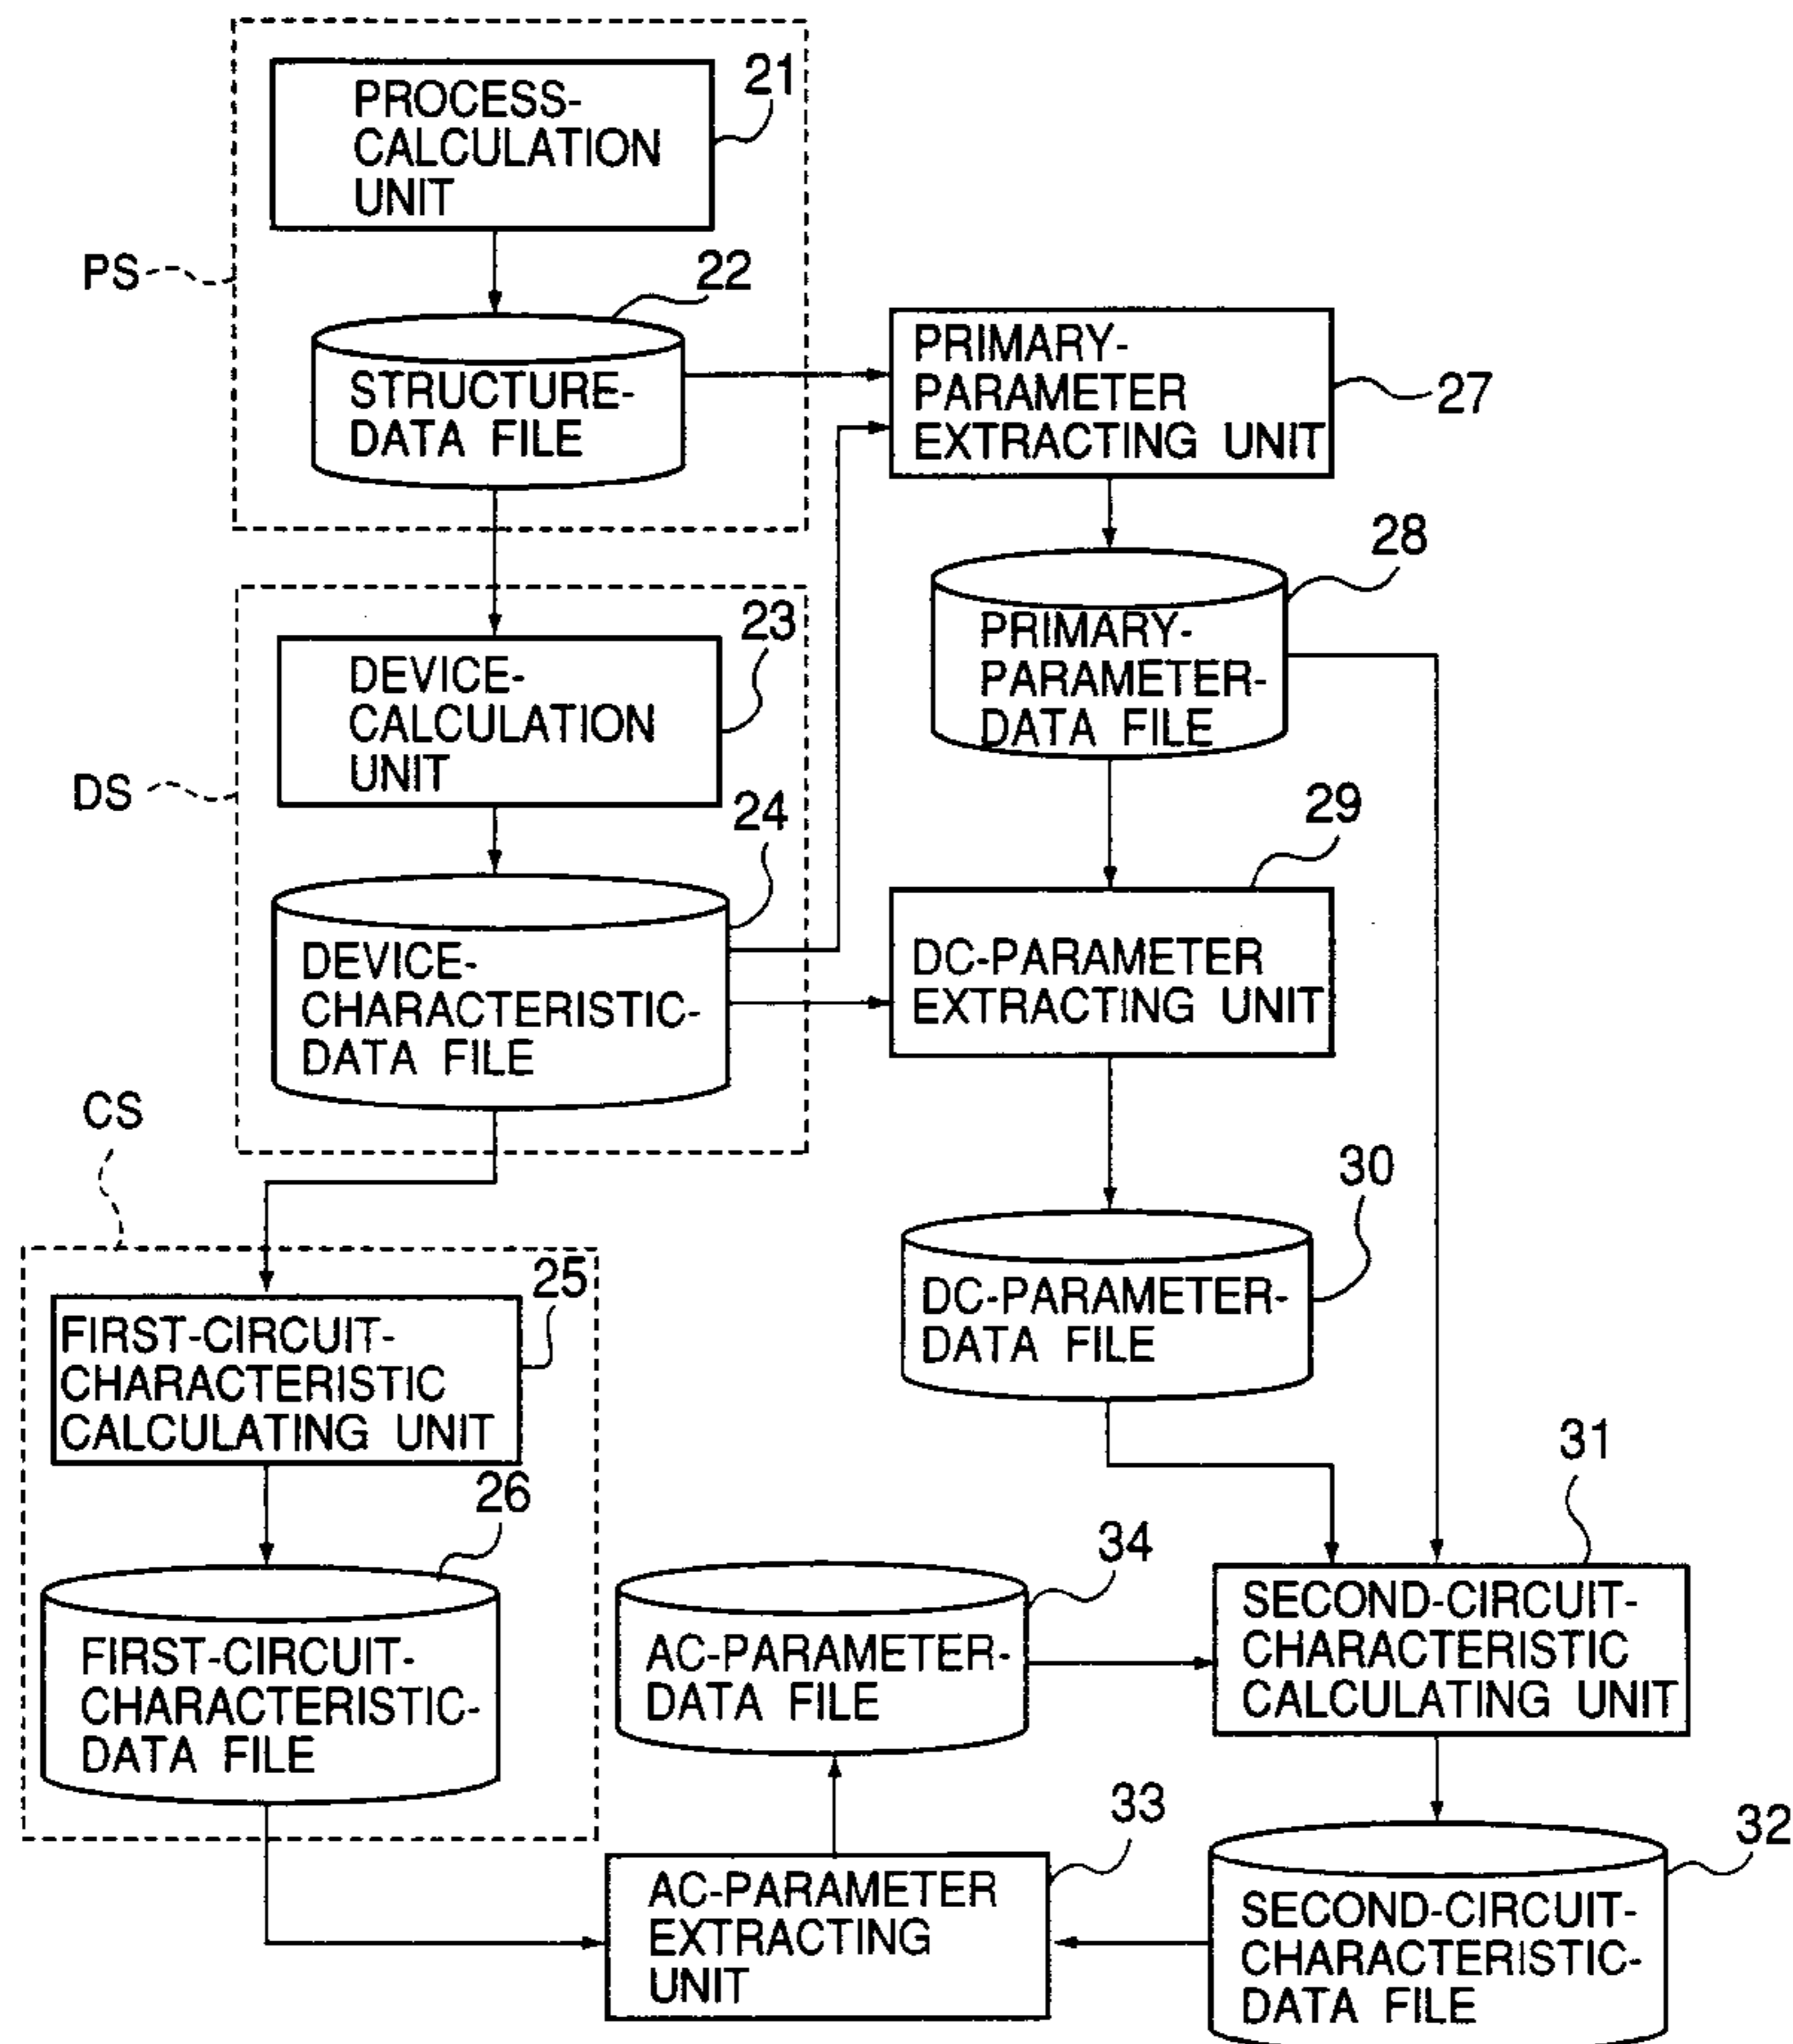 PROCESS-
CALCULATION
UNIT
21
PS
22
STRUCTURE-
DATA FILE
PRIMARY-
PARAMETER
EXTRACTING UNIT
27
28
PRIMARY-
PARAMETER-
DATA FILE
23
DEVICE-
CALCULATION
UNIT
DS
24
DEVICE-
CHARACTERISTIC-
DATA FILE
29
DC-PARAMETER
EXTRACTING UNIT
CS
30
DC-PARAMETER-
DATA FILE
25
FIRST-CIRCUIT-
CHARACTERISTIC
CALCULATING UNIT
26
FIRST-CIRCUIT-
CHARACTERISTIC-
DATA FILE
34
AC-PARAMETER-
DATA FILE
31
SECOND-CIRCUIT-
CHARACTERISTIC
CALCULATING UNIT
33
AC-PARAMETER
EXTRACTING
UNIT
32
SECOND-CIRCUIT-
CHARACTERISTIC-
DATA FILE